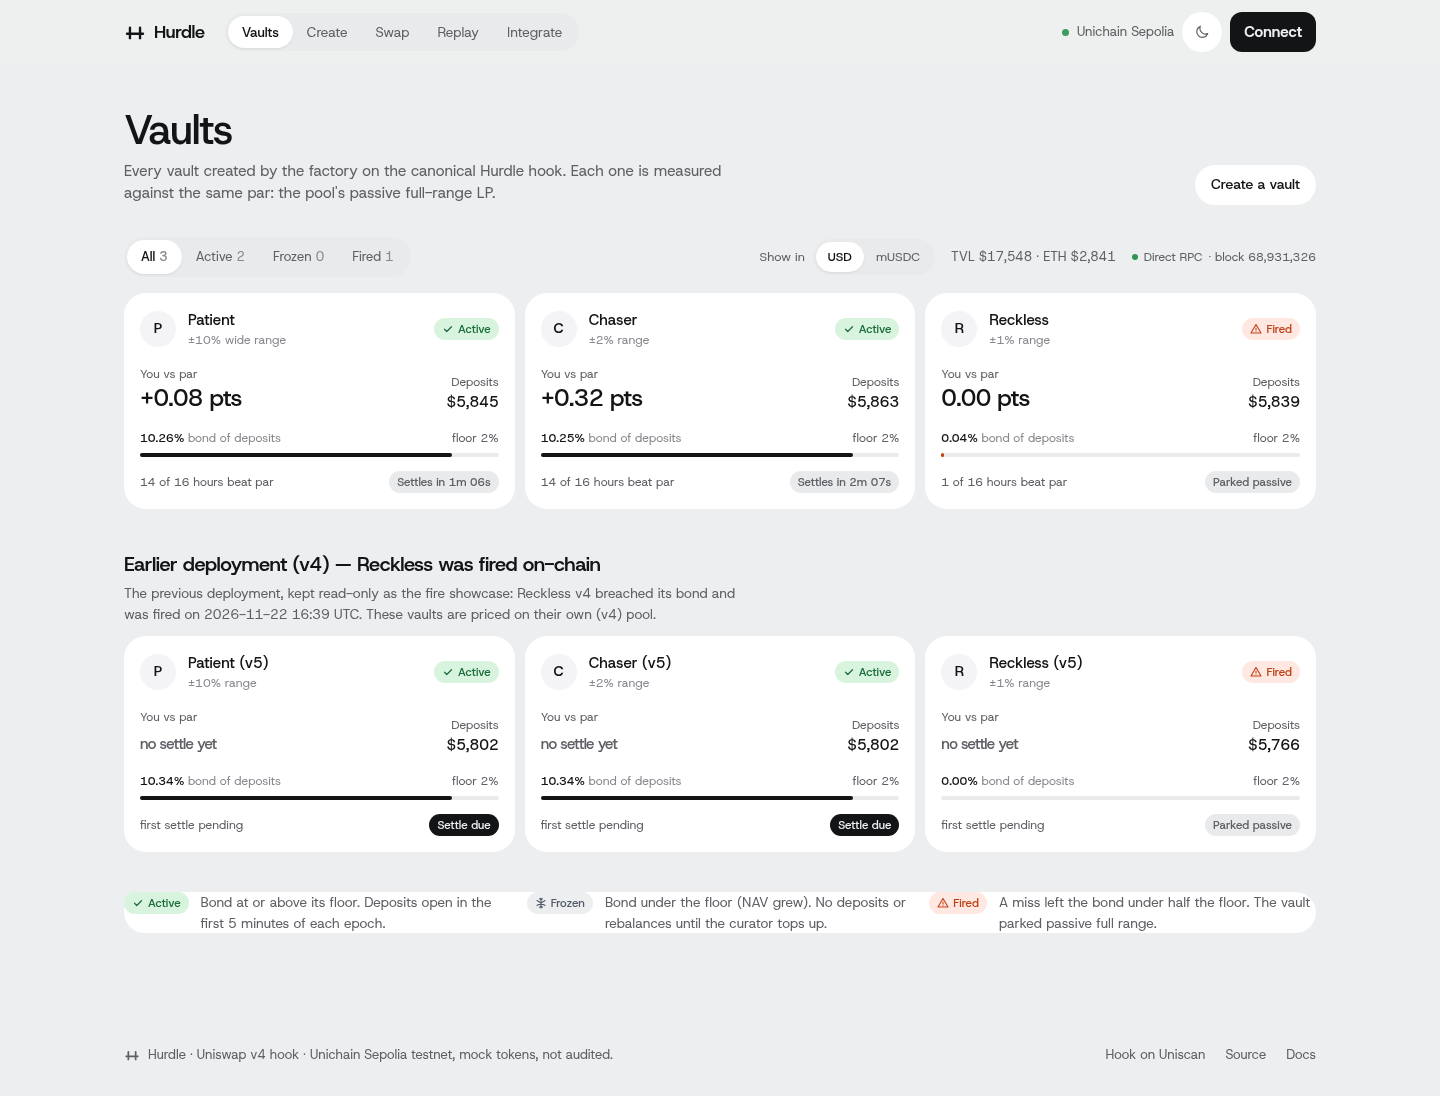 Hurdle
Vaults
Create
Swap
Replay
Integrate
Unichain Sepolia
Connect
Vaults
Every vault created by the factory on the canonical Hurdle hook. Each one is measured
against the same par: the pool's passive full-range LP.
Create a vault
All 3
Active 2
Frozen 0
Fired 1
Show in
USD
mUSDC
TVL $17,548 · ETH $2,841
Direct RPC · block 68,931,326
P
Patient
±10% wide range
Active
You vs par
+0.08 pts
Deposits
$5,845
10.26% bond of deposits
floor 2%
14 of 16 hours beat par
Settles in 1m 06s
C
Chaser
±2% range
Active
You vs par
+0.32 pts
Deposits
$5,863
10.25% bond of deposits
floor 2%
14 of 16 hours beat par
Settles in 2m 07s
R
Reckless
±1% range
Fired
You vs par
0.00 pts
Deposits
$5,839
0.04% bond of deposits
floor 2%
1 of 16 hours beat par
Parked passive
Earlier deployment (v4) — Reckless was fired on-chain
The previous deployment, kept read-only as the fire showcase: Reckless v4 breached its bond and
was fired on 2026-11-22 16:39 UTC. These vaults are priced on their own (v4) pool.
P
Patient (v5)
±10% range
Active
You vs par
no settle yet
Deposits
$5,802
10.34% bond of deposits
floor 2%
first settle pending
Settle due
C
Chaser (v5)
±2% range
Active
You vs par
no settle yet
Deposits
$5,802
10.34% bond of deposits
floor 2%
first settle pending
Settle due
R
Reckless (v5)
±1% range
Fired
You vs par
no settle yet
Deposits
$5,766
0.00% bond of deposits
floor 2%
first settle pending
Parked passive
Active
Bond at or above its floor. Deposits open in the
first 5 minutes of each epoch.
Frozen
Bond under the floor (NAV grew). No deposits or
rebalances until the curator tops up.
Fired
A miss left the bond under half the floor. The vault
parked passive full range.
Hurdle · Uniswap v4 hook · Unichain Sepolia testnet, mock tokens, not audited.
Hook on Uniscan
Source
Docs